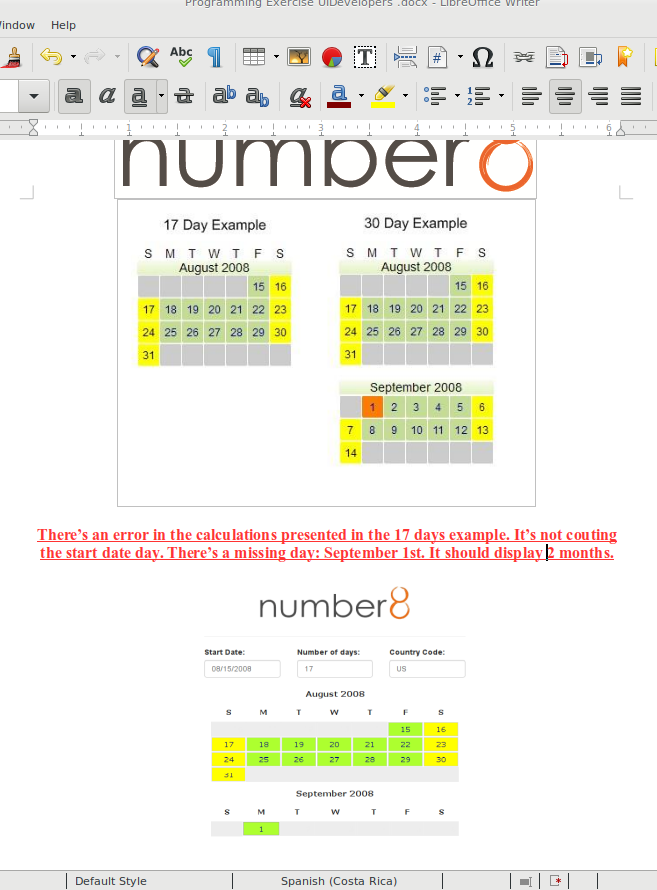 Programming Exercise UIDevelopers .docx - LibreOffice Writer
Window Help
Abc
1 2 3 4 5 6
number8
17 Day Example 30 Day Example
S M T W T F S S M T W T F S
August 2008 August 2008
15 16 15 16
17 18 19 20 21 22 23 17 18 19 20 21 22 23
24 25 26 27 28 29 30 24 25 26 27 28 29 30
31 31
September 2008
1 2 3 4 5 6
7 8 9 10 11 12 13
14
There's an error in the calculations presented in the 17 days example. It's not couting
the start date day. There's a missing day: September 1st. It should display 2 months.
number8
Start Date: Number of days: Country Code:
08/15/2008 17 US
August 2008
S M T W T F S
15 16
17 18 19 20 21 22 23
24 25 26 27 28 29 30
31
September 2008
S M T W T F S
1
Default Style Spanish (Costa Rica)